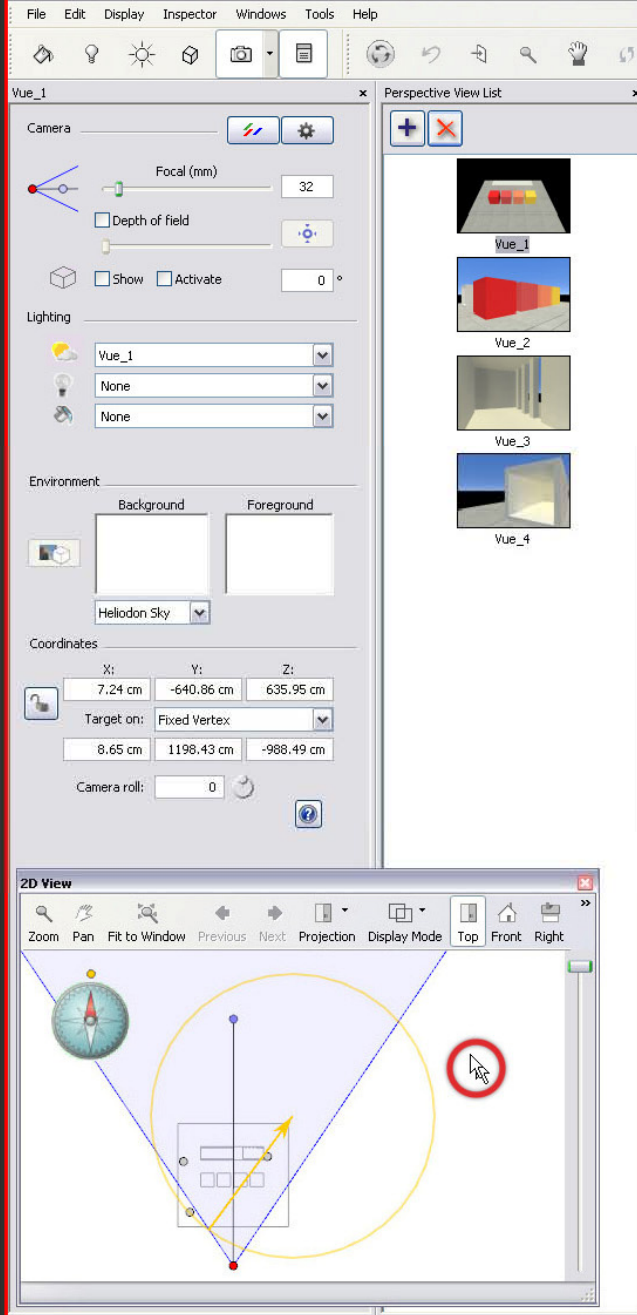 File Edit Display Inspector Windows Tools Help
Vue_1
Camera
Focal (mm)
32
Depth of field
Show Activate 0 °
Lighting
Vue_1
None
None
Environment
Background Foreground
Heliodon Sky
Coordinates
X: Y: Z:
7.24 cm -640.86 cm 635.95 cm
Target on: Fixed Vertex
8.65 cm 1198.43 cm -988.49 cm
Camera roll: 0
Perspective View List
Vue_1
Vue_2
Vue_3
Vue_4
2D View
Zoom Pan Fit to Window Previous Next Projection Display Mode Top Front Right